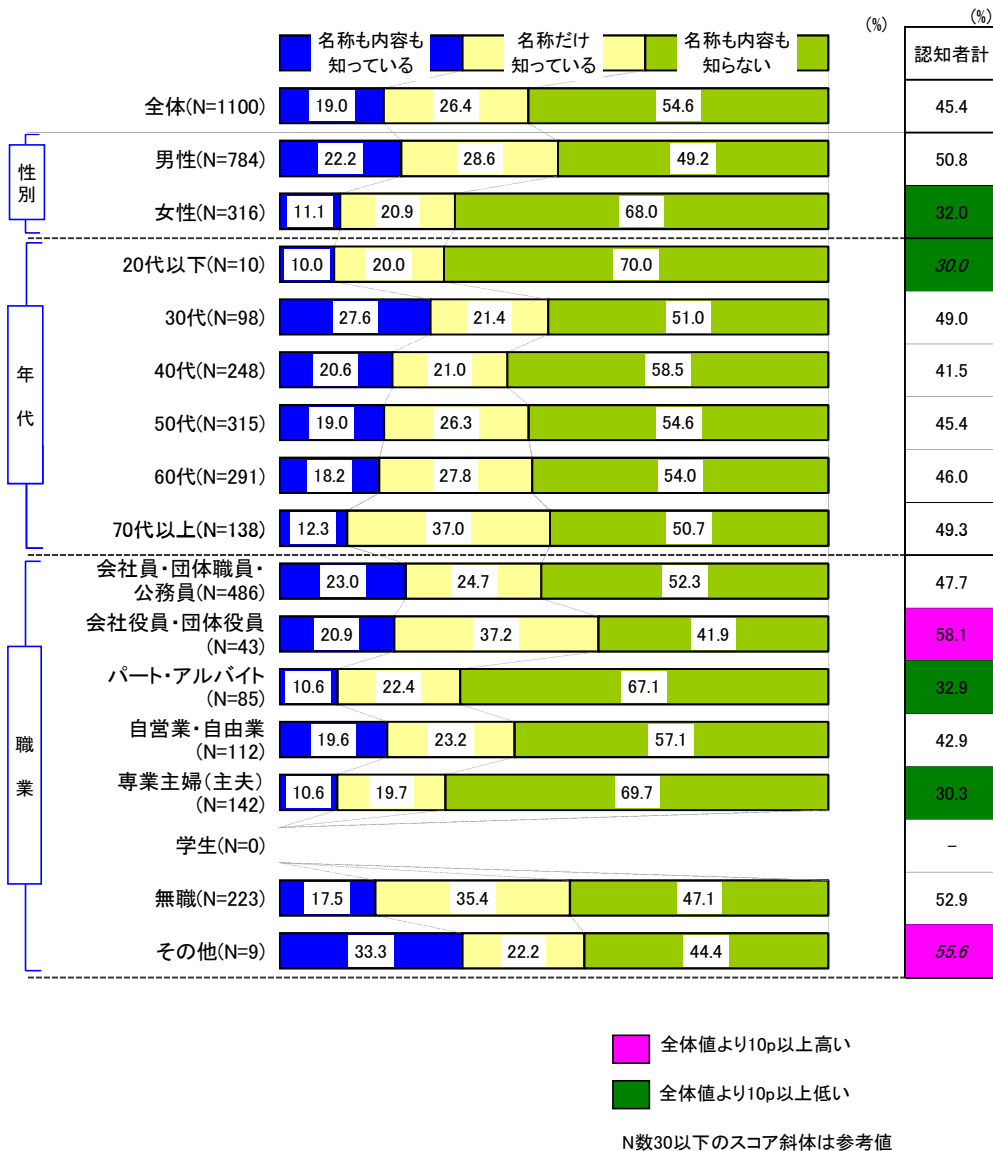 (%)
(%)
名称も内容も
知っている
名称だけ
知っている
名称も内容も
知らない
認知者計
全体(N=1100)
19.0
26.4
54.6
45.4
性別
男性(N=784)
22.2
28.6
49.2
50.8
女性(N=316)
11.1
20.9
68.0
32.0
年代
20代以下(N=10)
10.0
20.0
70.0
30.0
30代(N=98)
27.6
21.4
51.0
49.0
40代(N=248)
20.6
21.0
58.5
41.5
50代(N=315)
19.0
26.3
54.6
45.4
60代(N=291)
18.2
27.8
54.0
46.0
70代以上(N=138)
12.3
37.0
50.7
49.3
職業
会社員・団体職員・
公務員(N=486)
23.0
24.7
52.3
47.7
会社役員・団体役員
(N=43)
20.9
37.2
41.9
58.1
パート・アルバイト
(N=85)
10.6
22.4
67.1
32.9
自営業・自由業
(N=112)
19.6
23.2
57.1
42.9
専業主婦(主夫)
(N=142)
10.6
19.7
69.7
30.3
学生(N=0)
－
無職(N=223)
17.5
35.4
47.1
52.9
その他(N=9)
33.3
22.2
44.4
55.6
全体値より10p以上高い
全体値より10p以上低い
N数30以下のスコア斜体は参考値